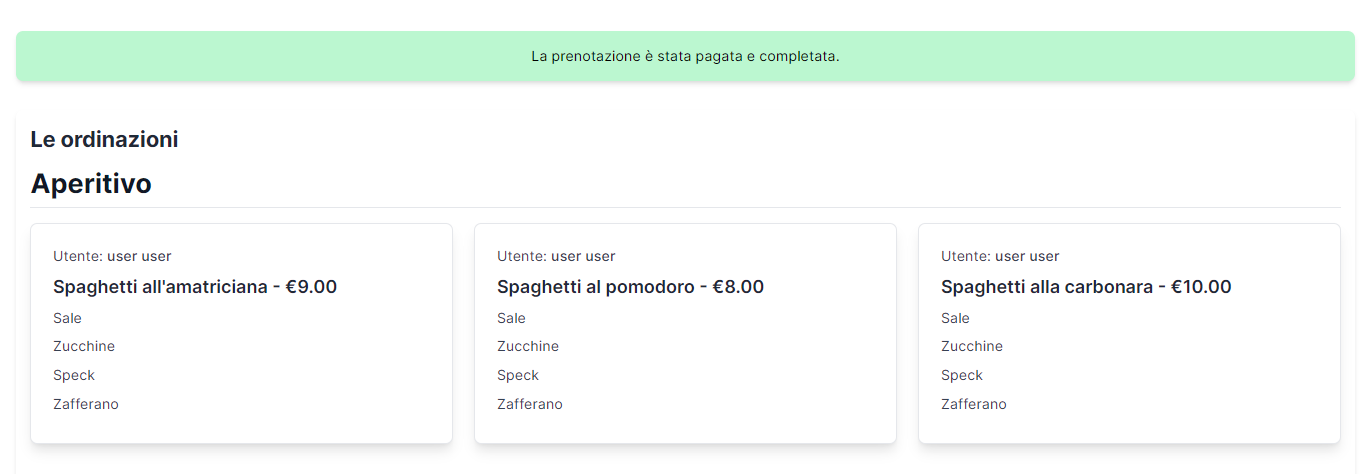 La prenotazione è stata pagata e completata.
Le ordinazioni
Aperitivo
Utente: user user
Spaghetti all'amatriciana - €9.00
Sale
Zucchine
Speck
Zafferano
Utente: user user
Spaghetti al pomodoro - €8.00
Sale
Zucchine
Speck
Zafferano
Utente: user user
Spaghetti alla carbonara - €10.00
Sale
Zucchine
Speck
Zafferano